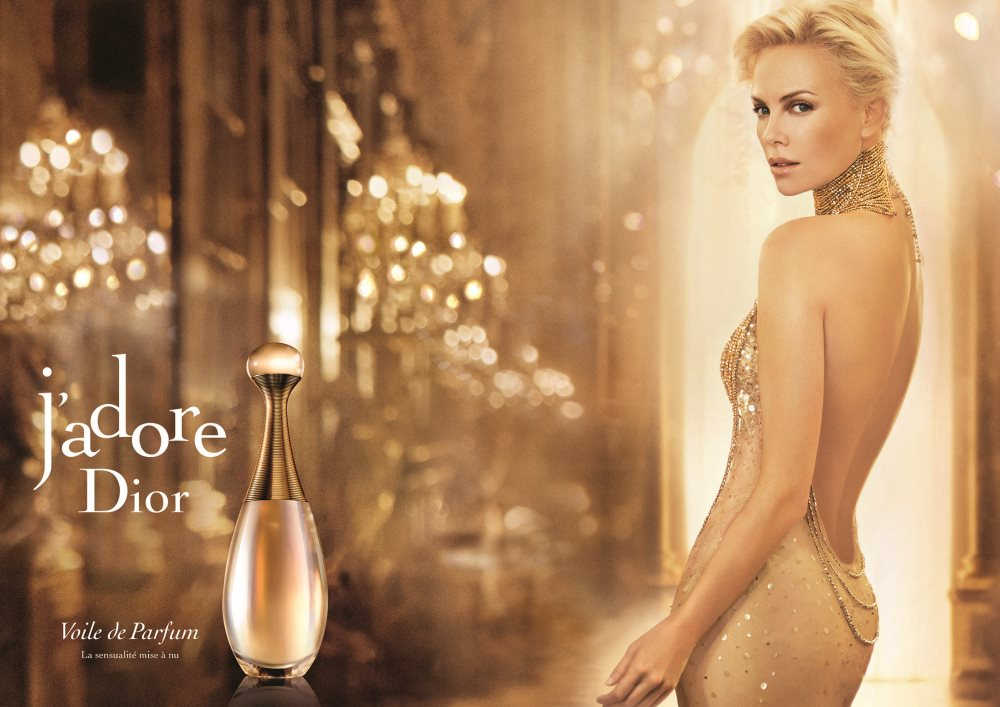 j'adore
Dior
Voile de Parfum
La sensualité mise à nu